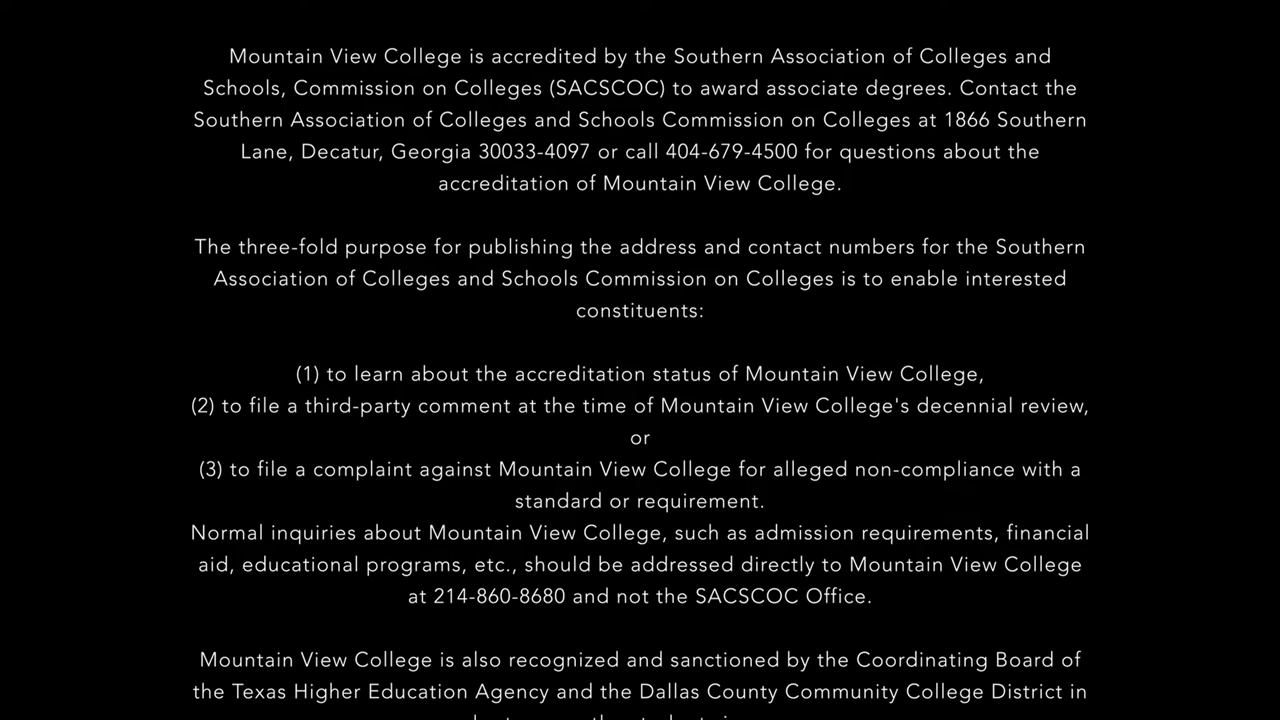 Mountain View College is accredited by the Southern Association of Colleges and
Schools, Commission on Colleges (SACSCOC) to award associate degrees. Contact the
Southern Association of Colleges and Schools Commission on Colleges at 1866 Southern
Lane, Decatur, Georgia 30033-4097 or call 404-679-4500 for questions about the
accreditation of Mountain View College.
The three-fold purpose for publishing the address and contact numbers for the Southern
Association of Colleges and Schools Commission on Colleges is to enable interested
constituents:
(1) to learn about the accreditation status of Mountain View College,
(2) to file a third-party comment at the time of Mountain View College's decennial review,
or
(3) to file a complaint against Mountain View College for alleged non-compliance with a
standard or requirement.
Normal inquiries about Mountain View College, such as admission requirements, financial
aid, educational programs, etc., should be addressed directly to Mountain View College
at 214-860-8680 and not the SACSCOC Office.
Mountain View College is also recognized and sanctioned by the Coordinating Board of
the Texas Higher Education Agency and the Dallas County Community College District in